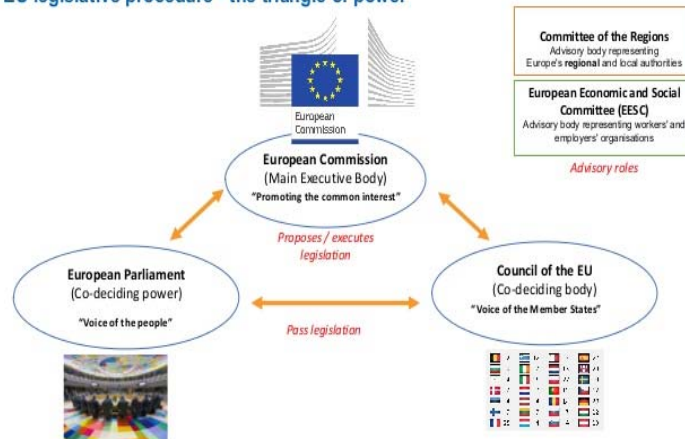 EU legislative procedure - the triangle of power
Committee of the Regions
Advisory body representing
Europe's regional and local authorities
European Economic and Social
Committee (EESC)
Advisory body representing workers' and
employers' organisations
Advisory roles
European
Commission
European Commission
(Main Executive Body)
"Promoting the common interest"
Proposes / executes
legislation
European Parliament
(Co-deciding power)
"Voice of the people"
Council of the EU
(Co-deciding body)
"Voice of the Member States"
Pass legislation